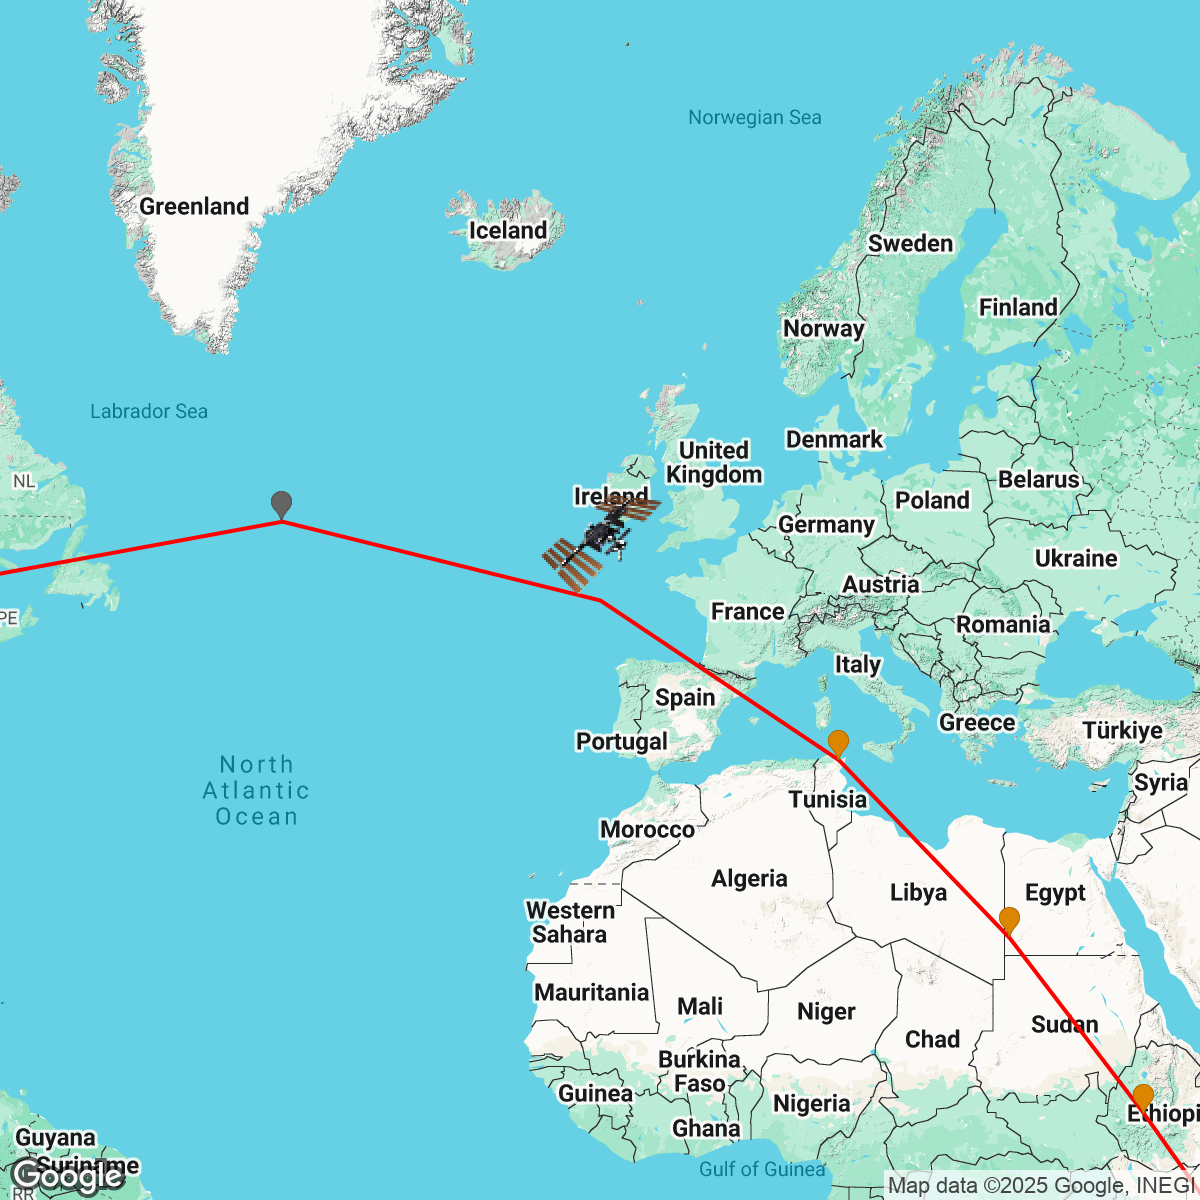 Norwegian Sea
Greenland
Iceland
Sweden
Finland
Norway
Labrador Sea
Denmark
United
Kingdom
NL
Ireland
Belarus
Poland
Germany
Ukraine
Austria
PE
France
Romania
Italy
Spain
Greece
Türkiye
Portugal
North
Atlantic
Ocean
Syria
Tunisia
Morocco
Algeria
Libya
Egypt
Western
Sahara
Mauritania
Mali
Niger
Sudan
Chad
Burkina
Faso
Guinea
Nigeria
Ethiopi
Ghana
Guyana
Suriname
Gulf of Guinea
Google
RR
Map data ©2025 Google, INEGI